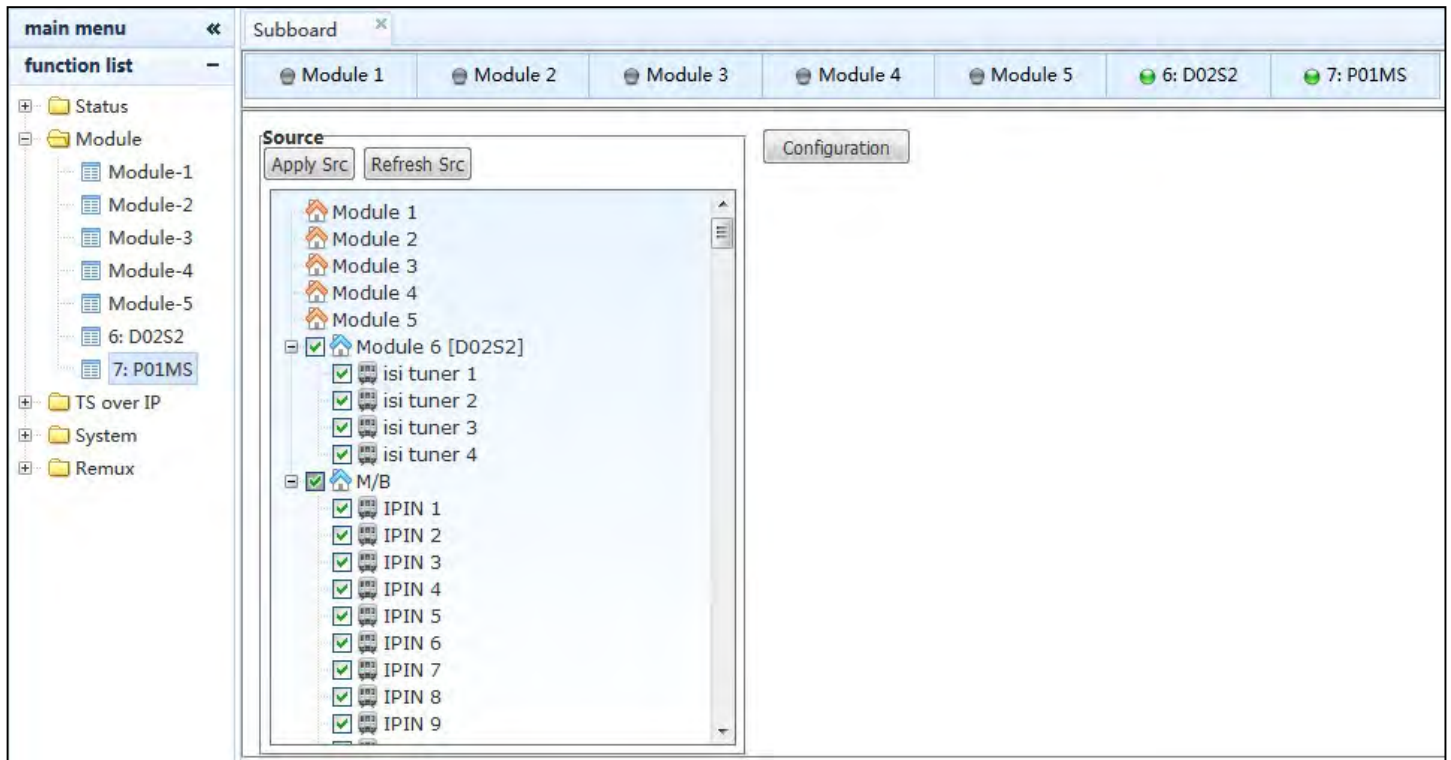 main menu «
function list −
Status
Module
Module-1
Module-2
Module-3
Module-4
Module-5
6: D02S2
7: P01MS
TS over IP
System
Remux
Subboard ×
Module 1 Module 2 Module 3 Module 4 Module 5 6: D02S2 7: P01MS
Source
Apply Src Refresh Src
Configuration
Module 1
Module 2
Module 3
Module 4
Module 5
Module 6 [D02S2]
isi tuner 1
isi tuner 2
isi tuner 3
isi tuner 4
M/B
IPIN 1
IPIN 2
IPIN 3
IPIN 4
IPIN 5
IPIN 6
IPIN 7
IPIN 8
IPIN 9